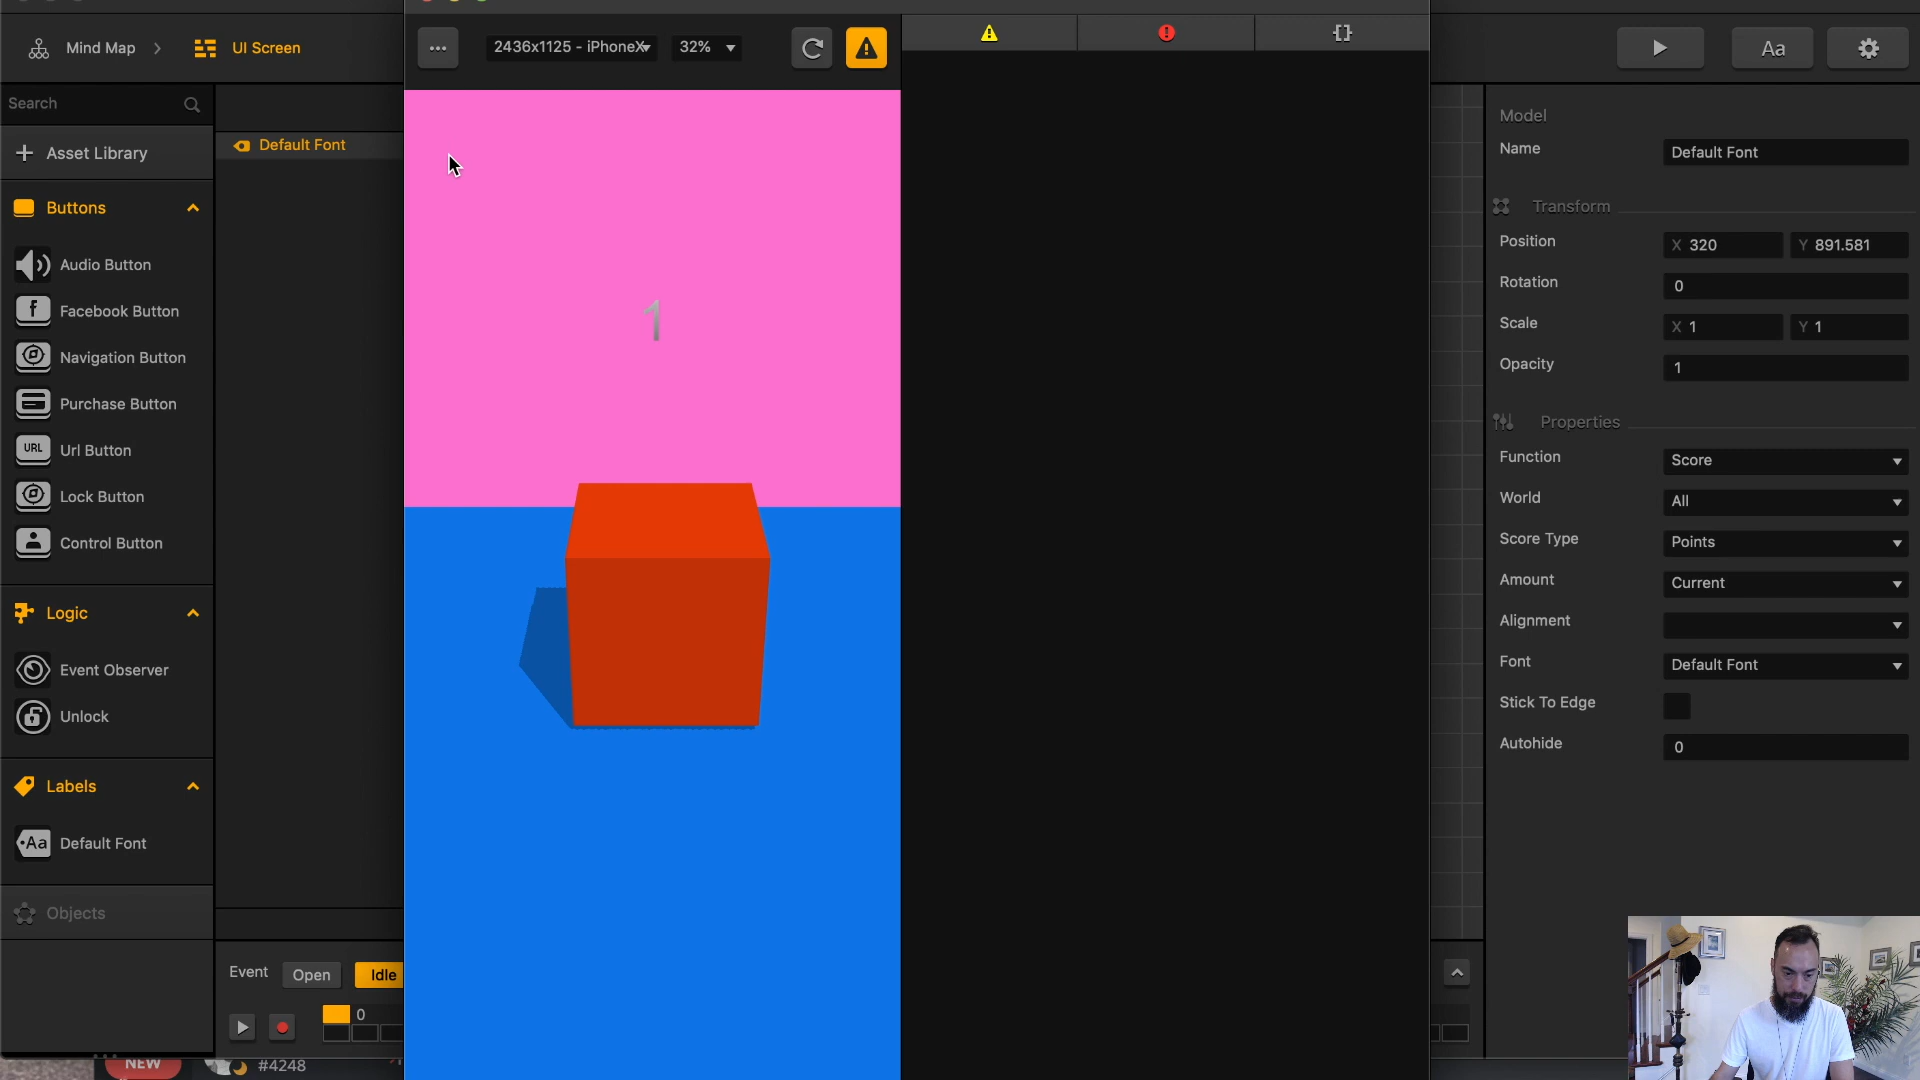 Mind Map
UI Screen
2436x1125 - iPhoneX
32%
Aa
Search
Asset Library
Default Font
Buttons
Audio Button
Facebook Button
Navigation Button
Purchase Button
URL
Url Button
Lock Button
Control Button
Logic
Event Observer
Unlock
Labels
Aa
Default Font
Objects
1
Event
Open
Idle
0
NEW
#4248
Model
Name
Default Font
Transform
Position
X 320
Y 891.581
Rotation
0
Scale
X 1
Y 1
Opacity
1
Properties
Function
Score
World
All
Score Type
Points
Amount
Current
Alignment
Font
Default Font
Stick To Edge
Autohide
0